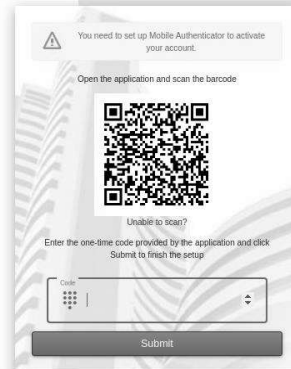 You need to set up Mobile Authenticator to activate
your account.
Open the application and scan the barcode
Unable to scan?
Enter the one-time code provided by the application and click
Submit to finish the setup
Code
Submit